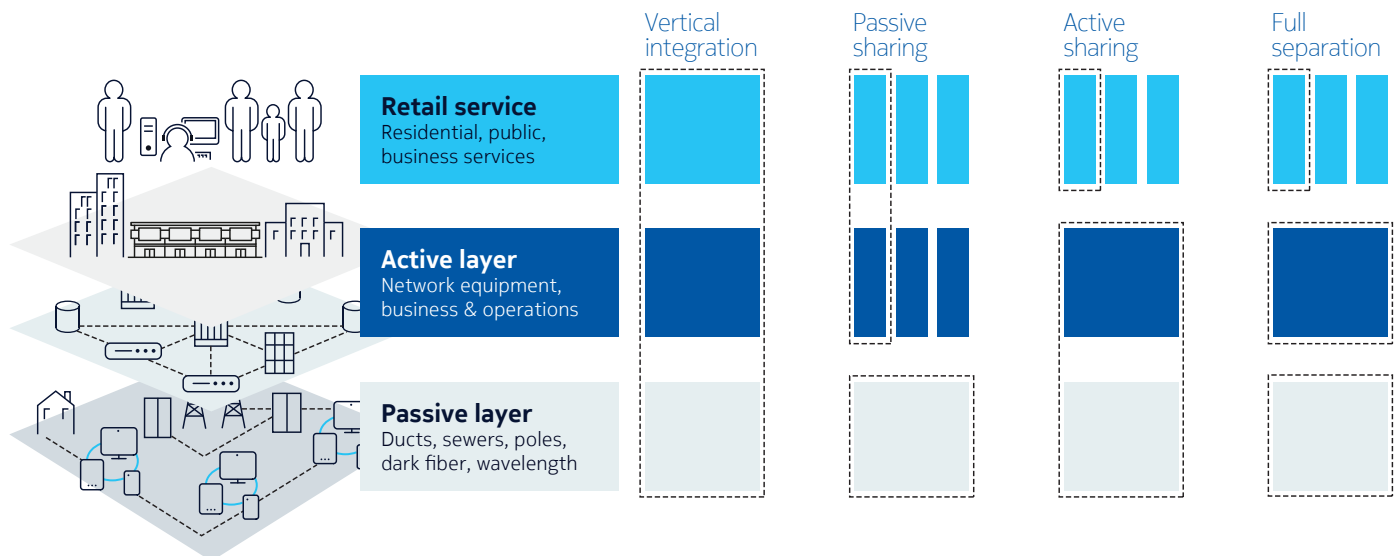 Vertical
integration
Passive
sharing
Active
sharing
Full
separation
Retail service
Residential, public,
business services
Active layer
Network equipment,
business & operations
Passive layer
Ducts, sewers, poles,
dark fiber, wavelength